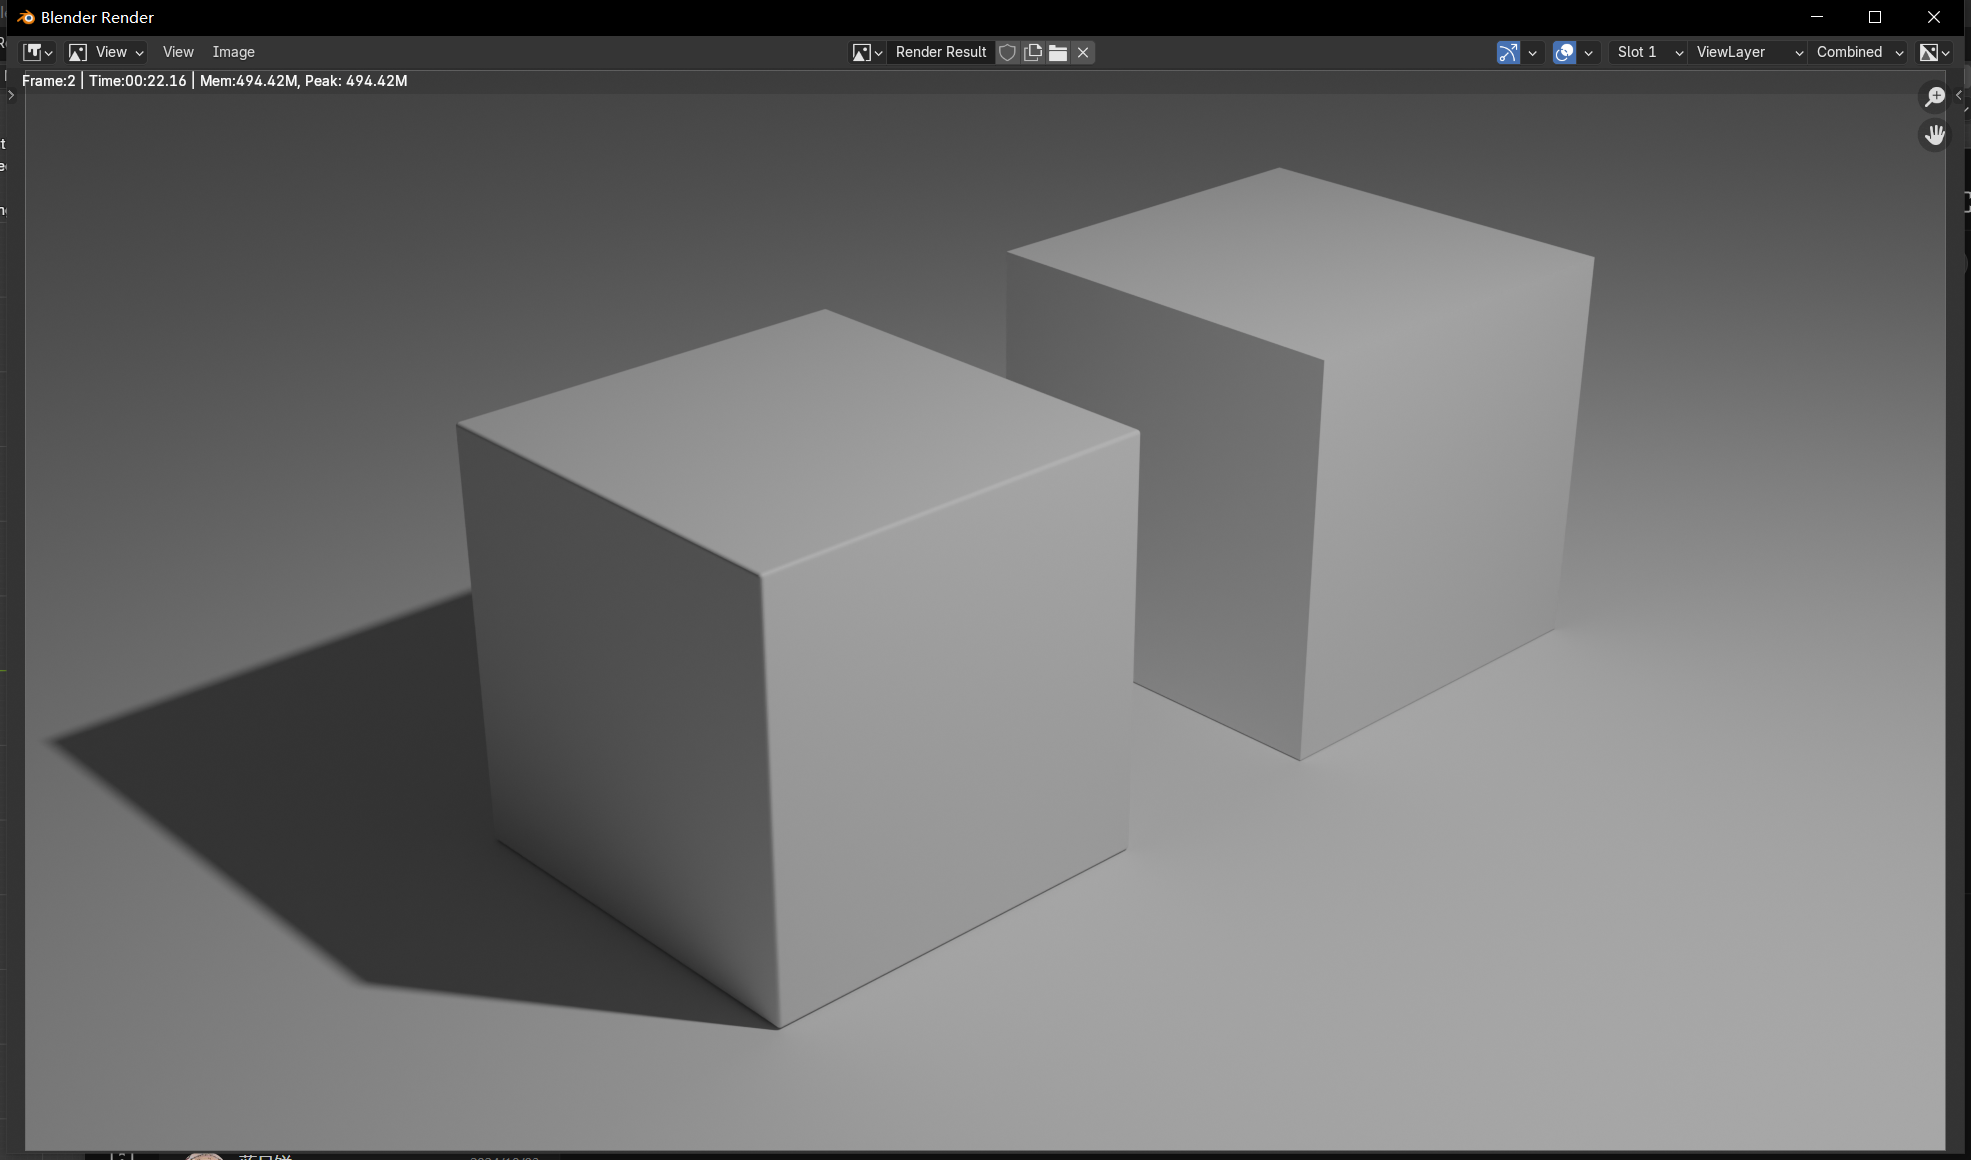 Blender Render
View View Image Render Result Slot 1 ViewLayer Combined
Frame:2 | Time:00:22.16 | Mem:494.42M, Peak: 494.42M